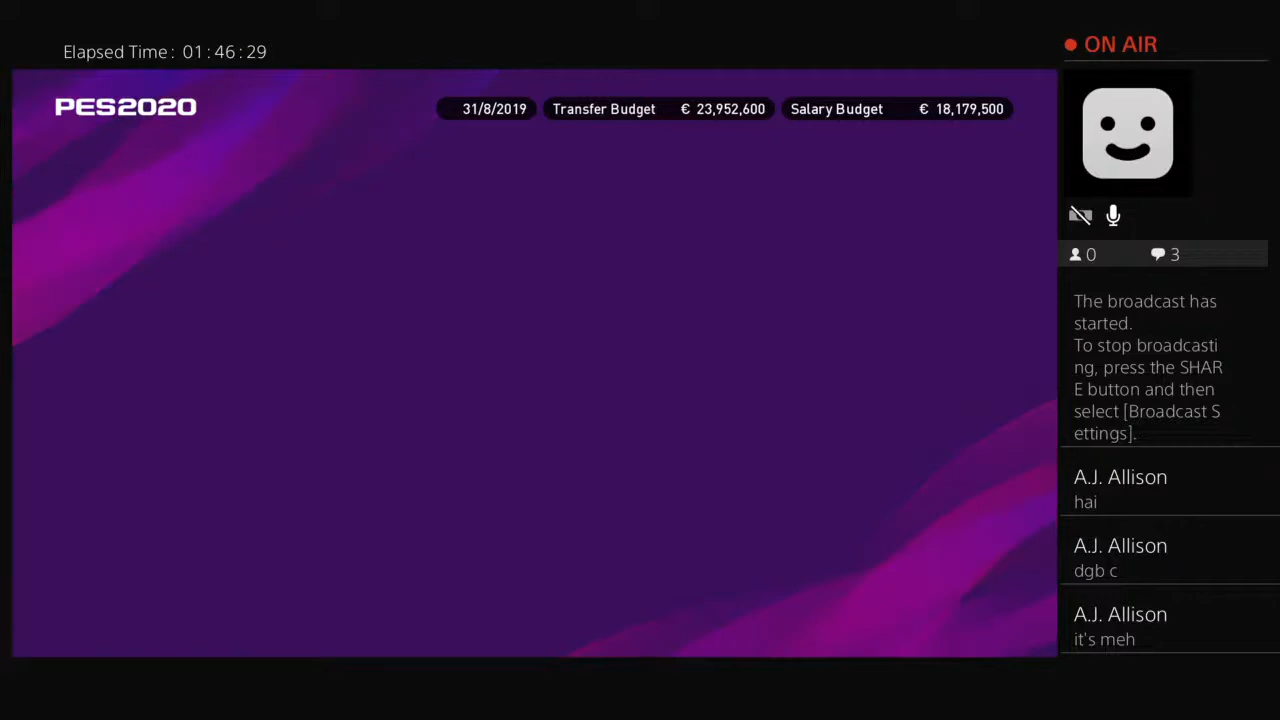 Elapsed Time: 01:46:29
ON AIR
PES2020
31/8/2019 Transfer Budget € 23,952,600 Salary Budget € 18,179,500
0 3
The broadcast has
started.
To stop broadcasti
ng, press the SHAR
E button and then
select [Broadcast S
ettings].
A.J. Allison
hai
A.J. Allison
dgb c
A.J. Allison
it's meh